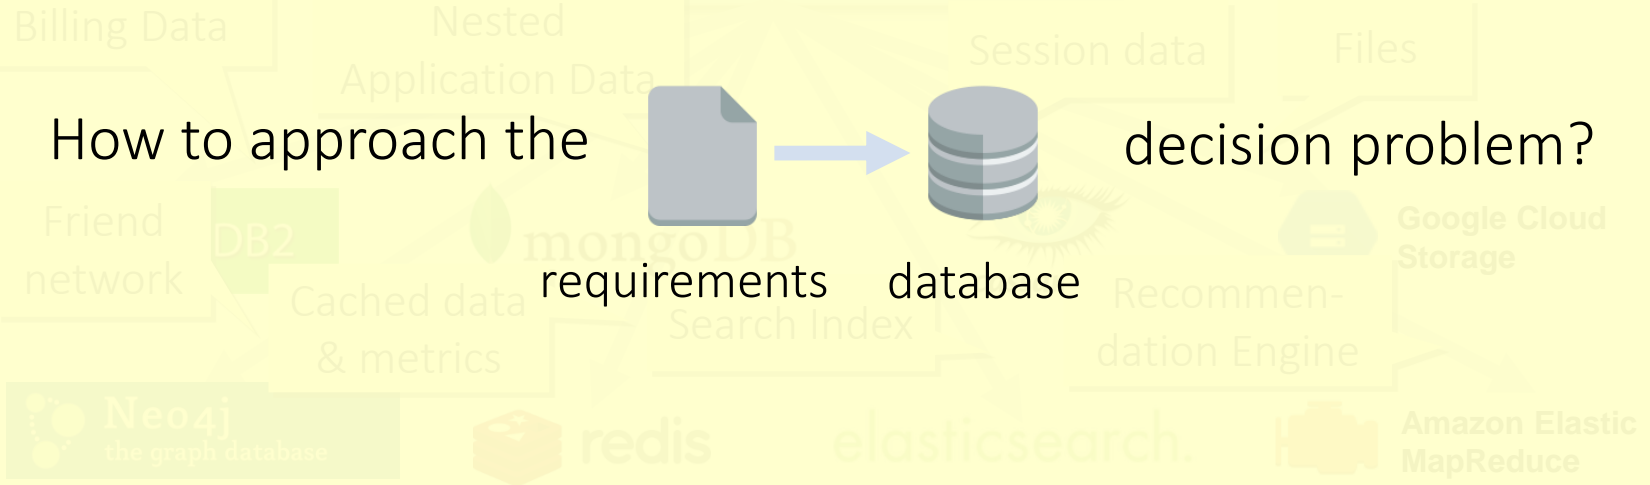 Billing Data
Nested
Application Data
Session data
Files
How to approach the
decision problem?
Friend
network
DB2
mongoDB
Google Cloud
Storage
requirements
database
Cached data
& metrics
Search Index
Recommen-
dation Engine
Neo4j
the graph database
redis
elasticsearch.
Amazon Elastic
MapReduce